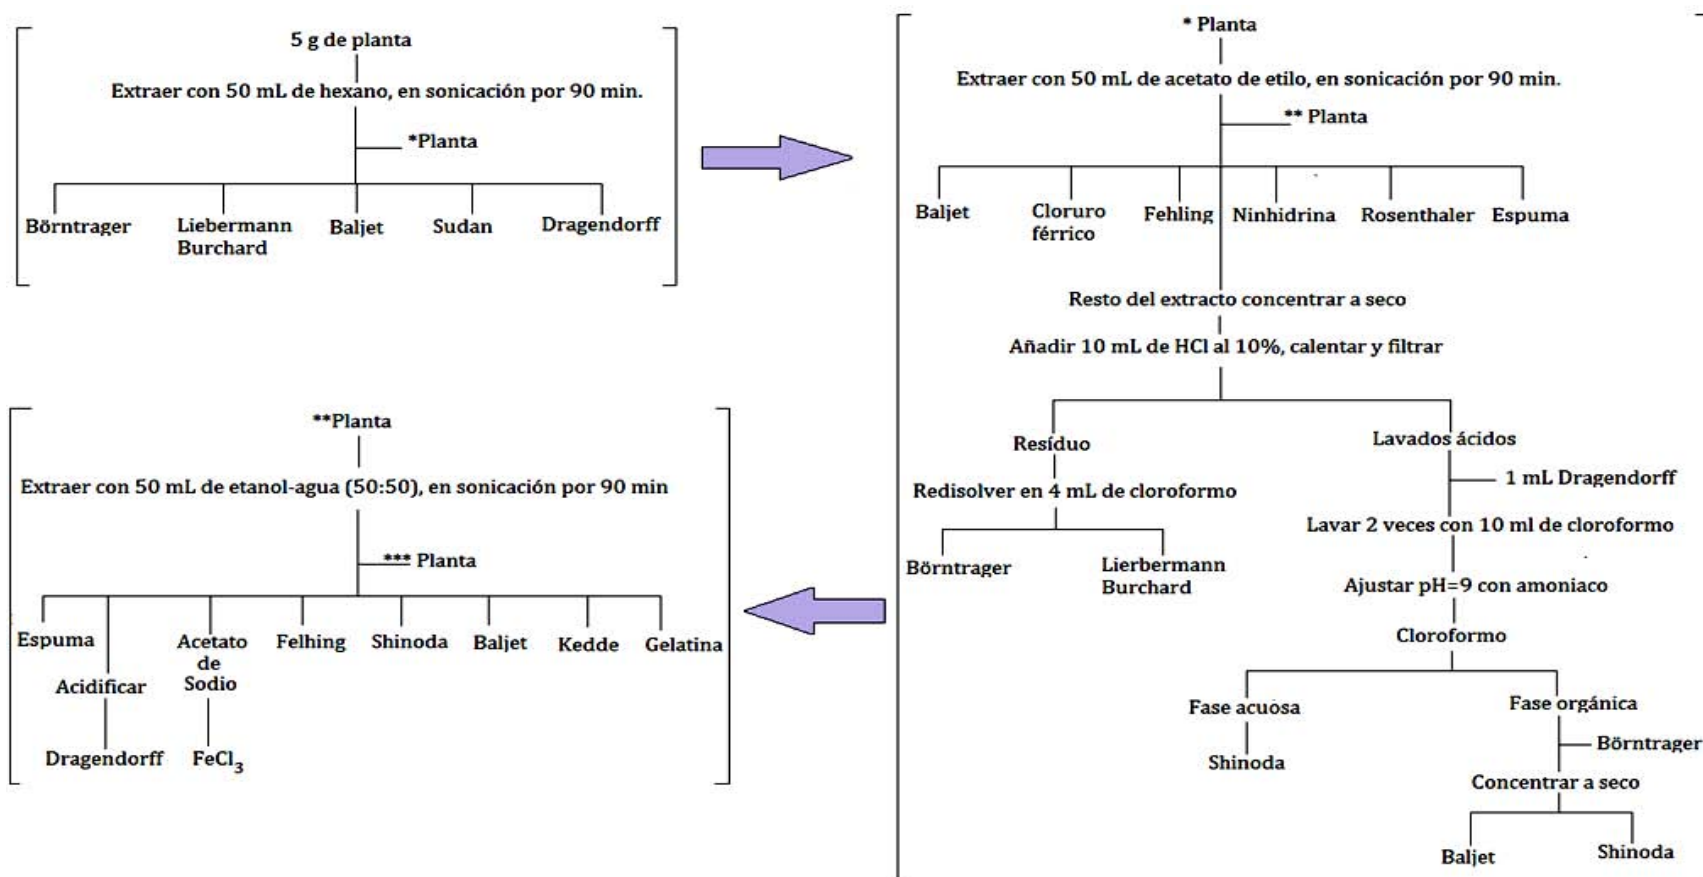 5 g de planta
Extraer con 50 mL de hexano, en sonicación por 90 min.
*Planta
Börntrager
Liebermann
Burchard
Baljet
Sudan
Dragendorff
* Planta
Extraer con 50 mL de acetato de etilo, en sonicación por 90 min.
** Planta
Baljet
Cloruro
férrico
Fehling
Ninhidrina
Rosenthaler
Espuma
Resto del extracto concentrar a seco
Añadir 10 mL de HCl al 10%, calentar y filtrar
Resíduo
Redisolver en 4 mL de cloroformo
Börntrager
Lierbermann
Burchard
Lavados ácidos
1 mL Dragendorff
Lavar 2 veces con 10 ml de cloroformo
Ajustar pH=9 con amoniaco
Cloroformo
Fase acuosa
Shinoda
Fase orgánica
Börntrager
Concentrar a seco
Baljet
Shinoda
**Planta
Extraer con 50 mL de etanol-agua (50:50), en sonicación por 90 min
*** Planta
Espuma
Acidificar
Dragendorff
Acetato
de
Sodio
FeCl3
Felhing
Shinoda
Baljet
Kedde
Gelatina